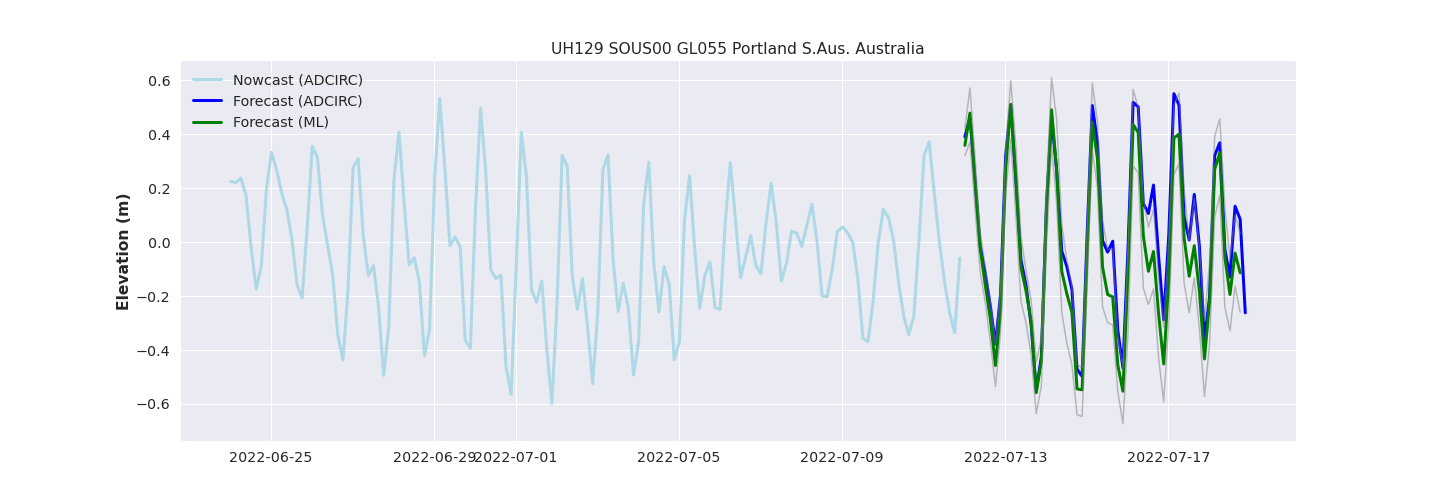 UH129 SOUS00 GL055 Portland S.Aus. Australia
Nowcast (ADCIRC)
Forecast (ADCIRC)
Forecast (ML)
Elevation (m)
0.6
0.4
0.2
0.0
−0.2
−0.4
−0.6
2022-06-25 2022-06-29 2022-07-01 2022-07-05 2022-07-09 2022-07-13 2022-07-17